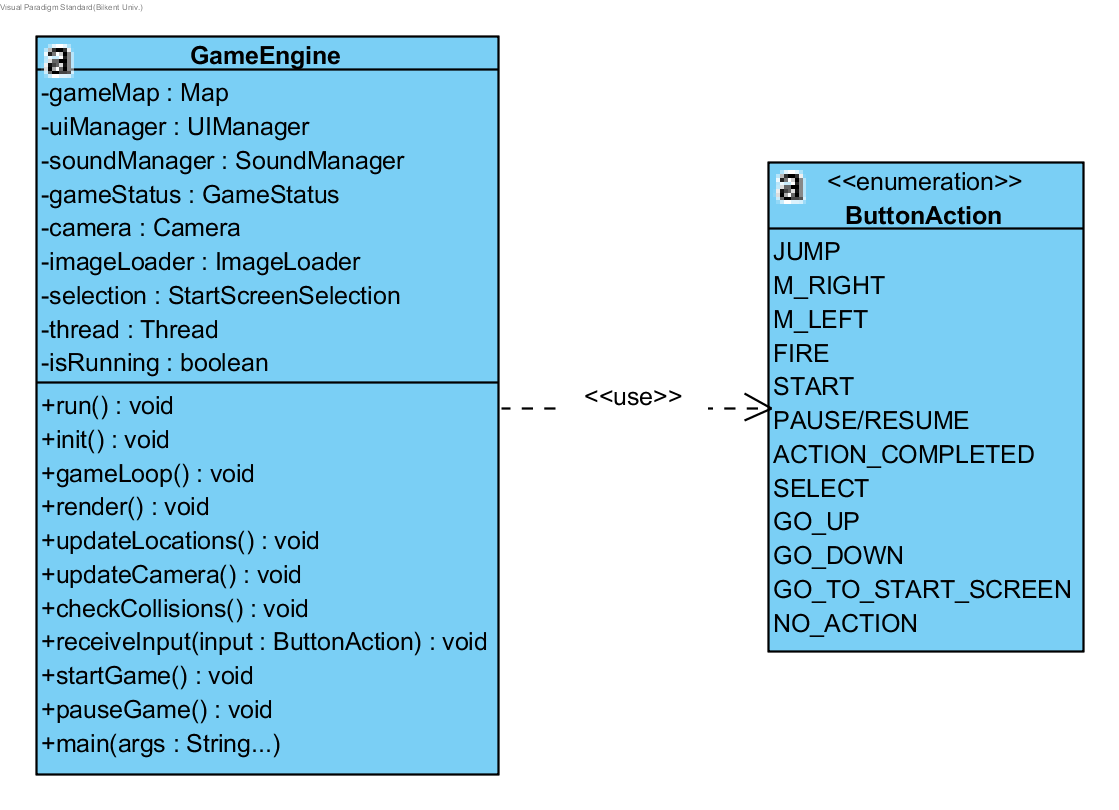 Visual Paradigm Standard(Bilkent Univ.)
a
GameEngine
-gameMap : Map
-uiManager : UIManager
-soundManager : SoundManager
-gameStatus : GameStatus
-camera : Camera
-imageLoader : ImageLoader
-selection : StartScreenSelection
-thread : Thread
-isRunning : boolean
+run() : void
+init() : void
+gameLoop() : void
+render() : void
+updateLocations() : void
+updateCamera() : void
+checkCollisions() : void
+receiveInput(input : ButtonAction) : void
+startGame() : void
+pauseGame() : void
+main(args : String...)
<<use>>
a
<<enumeration>>
ButtonAction
JUMP
M_RIGHT
M_LEFT
FIRE
START
PAUSE/RESUME
ACTION_COMPLETED
SELECT
GO_UP
GO_DOWN
GO_TO_START_SCREEN
NO_ACTION